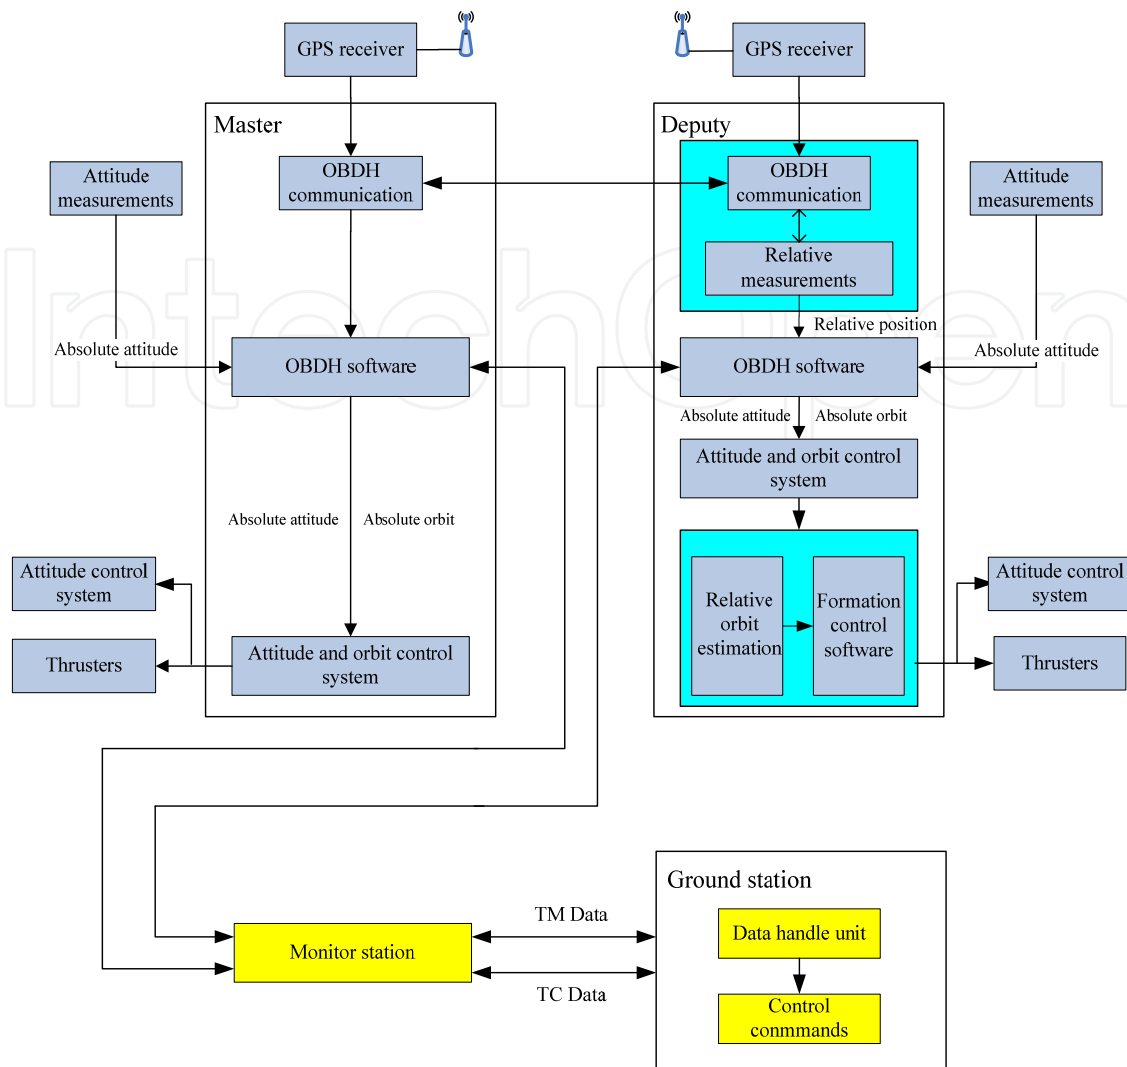 GPS receiver
GPS receiver
Master
Deputy
OBDH
communication
OBDH
communication
Attitude
measurements
Attitude
measurements
Relative
measurements
Relative position
Absolute attitude
OBDH software
OBDH software
Absolute attitude
Absolute attitude
Absolute orbit
Attitude and orbit control
system
Absolute attitude
Absolute orbit
Attitude control
system
Relative
orbit
estimation
Formation
control
software
Attitude control
system
Thrusters
Attitude and orbit control
system
Thrusters
Ground station
TM Data
Data handle unit
Monitor station
TC Data
Control
conmmands
IntechOpen